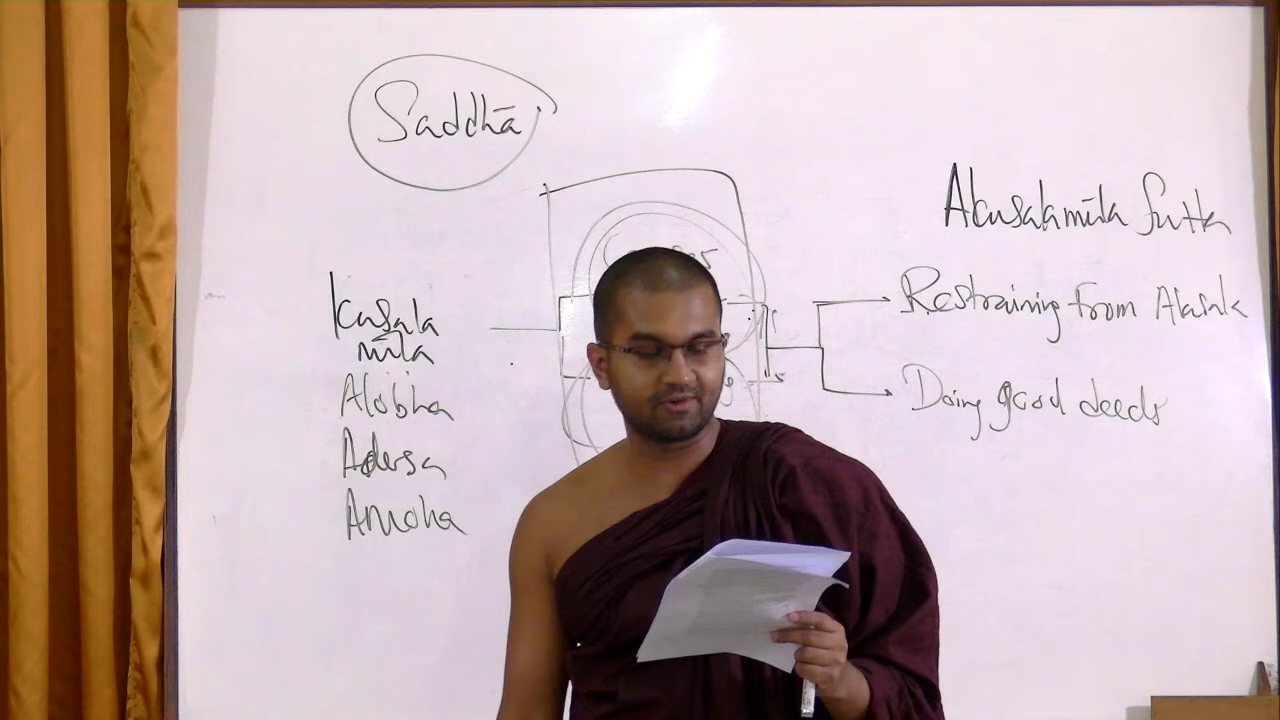 Saddhā
Akusalamūla Sutta
Kusala
mūla
Alobha
Adosa
Amoha
Restraining from Akusala
Doing good deeds